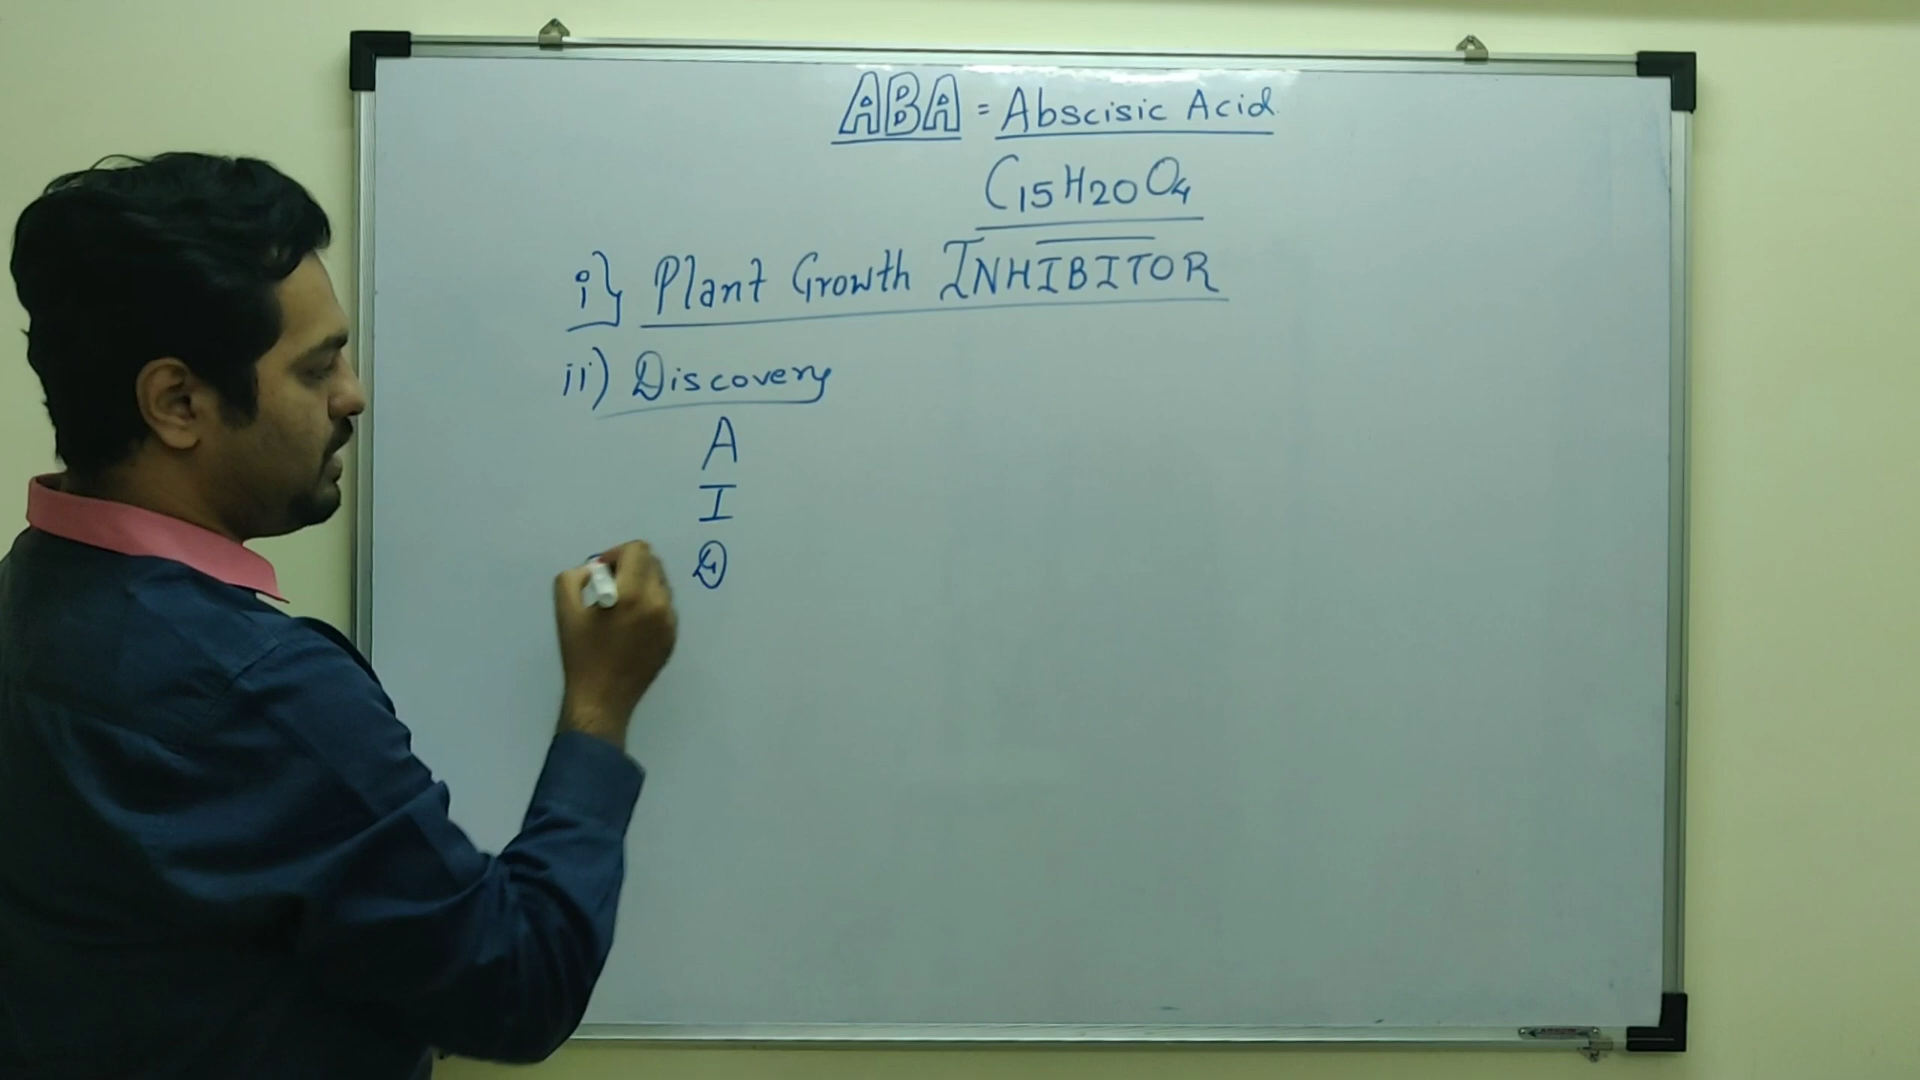 ABA = Abscisic Acid
C15H20O4
i) Plant Growth INHIBITOR
ii) Discovery
A
I
D